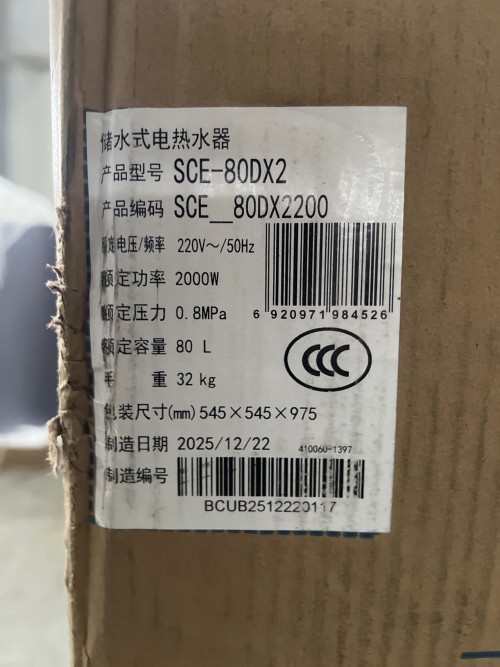 储水式电热水器
产品型号 SCE-80DX2
产品编码 SCE__80DX2200
额定电压/频率 220V～/50Hz
额定功率 2000W
额定压力 0.8MPa
6 920971 984526
额定容量 80 L
CCC
毛 重 32 kg
包装尺寸(mm) 545×545×975
制造日期 2025/12/22
410060-1397
制造编号
BCUB2512220117